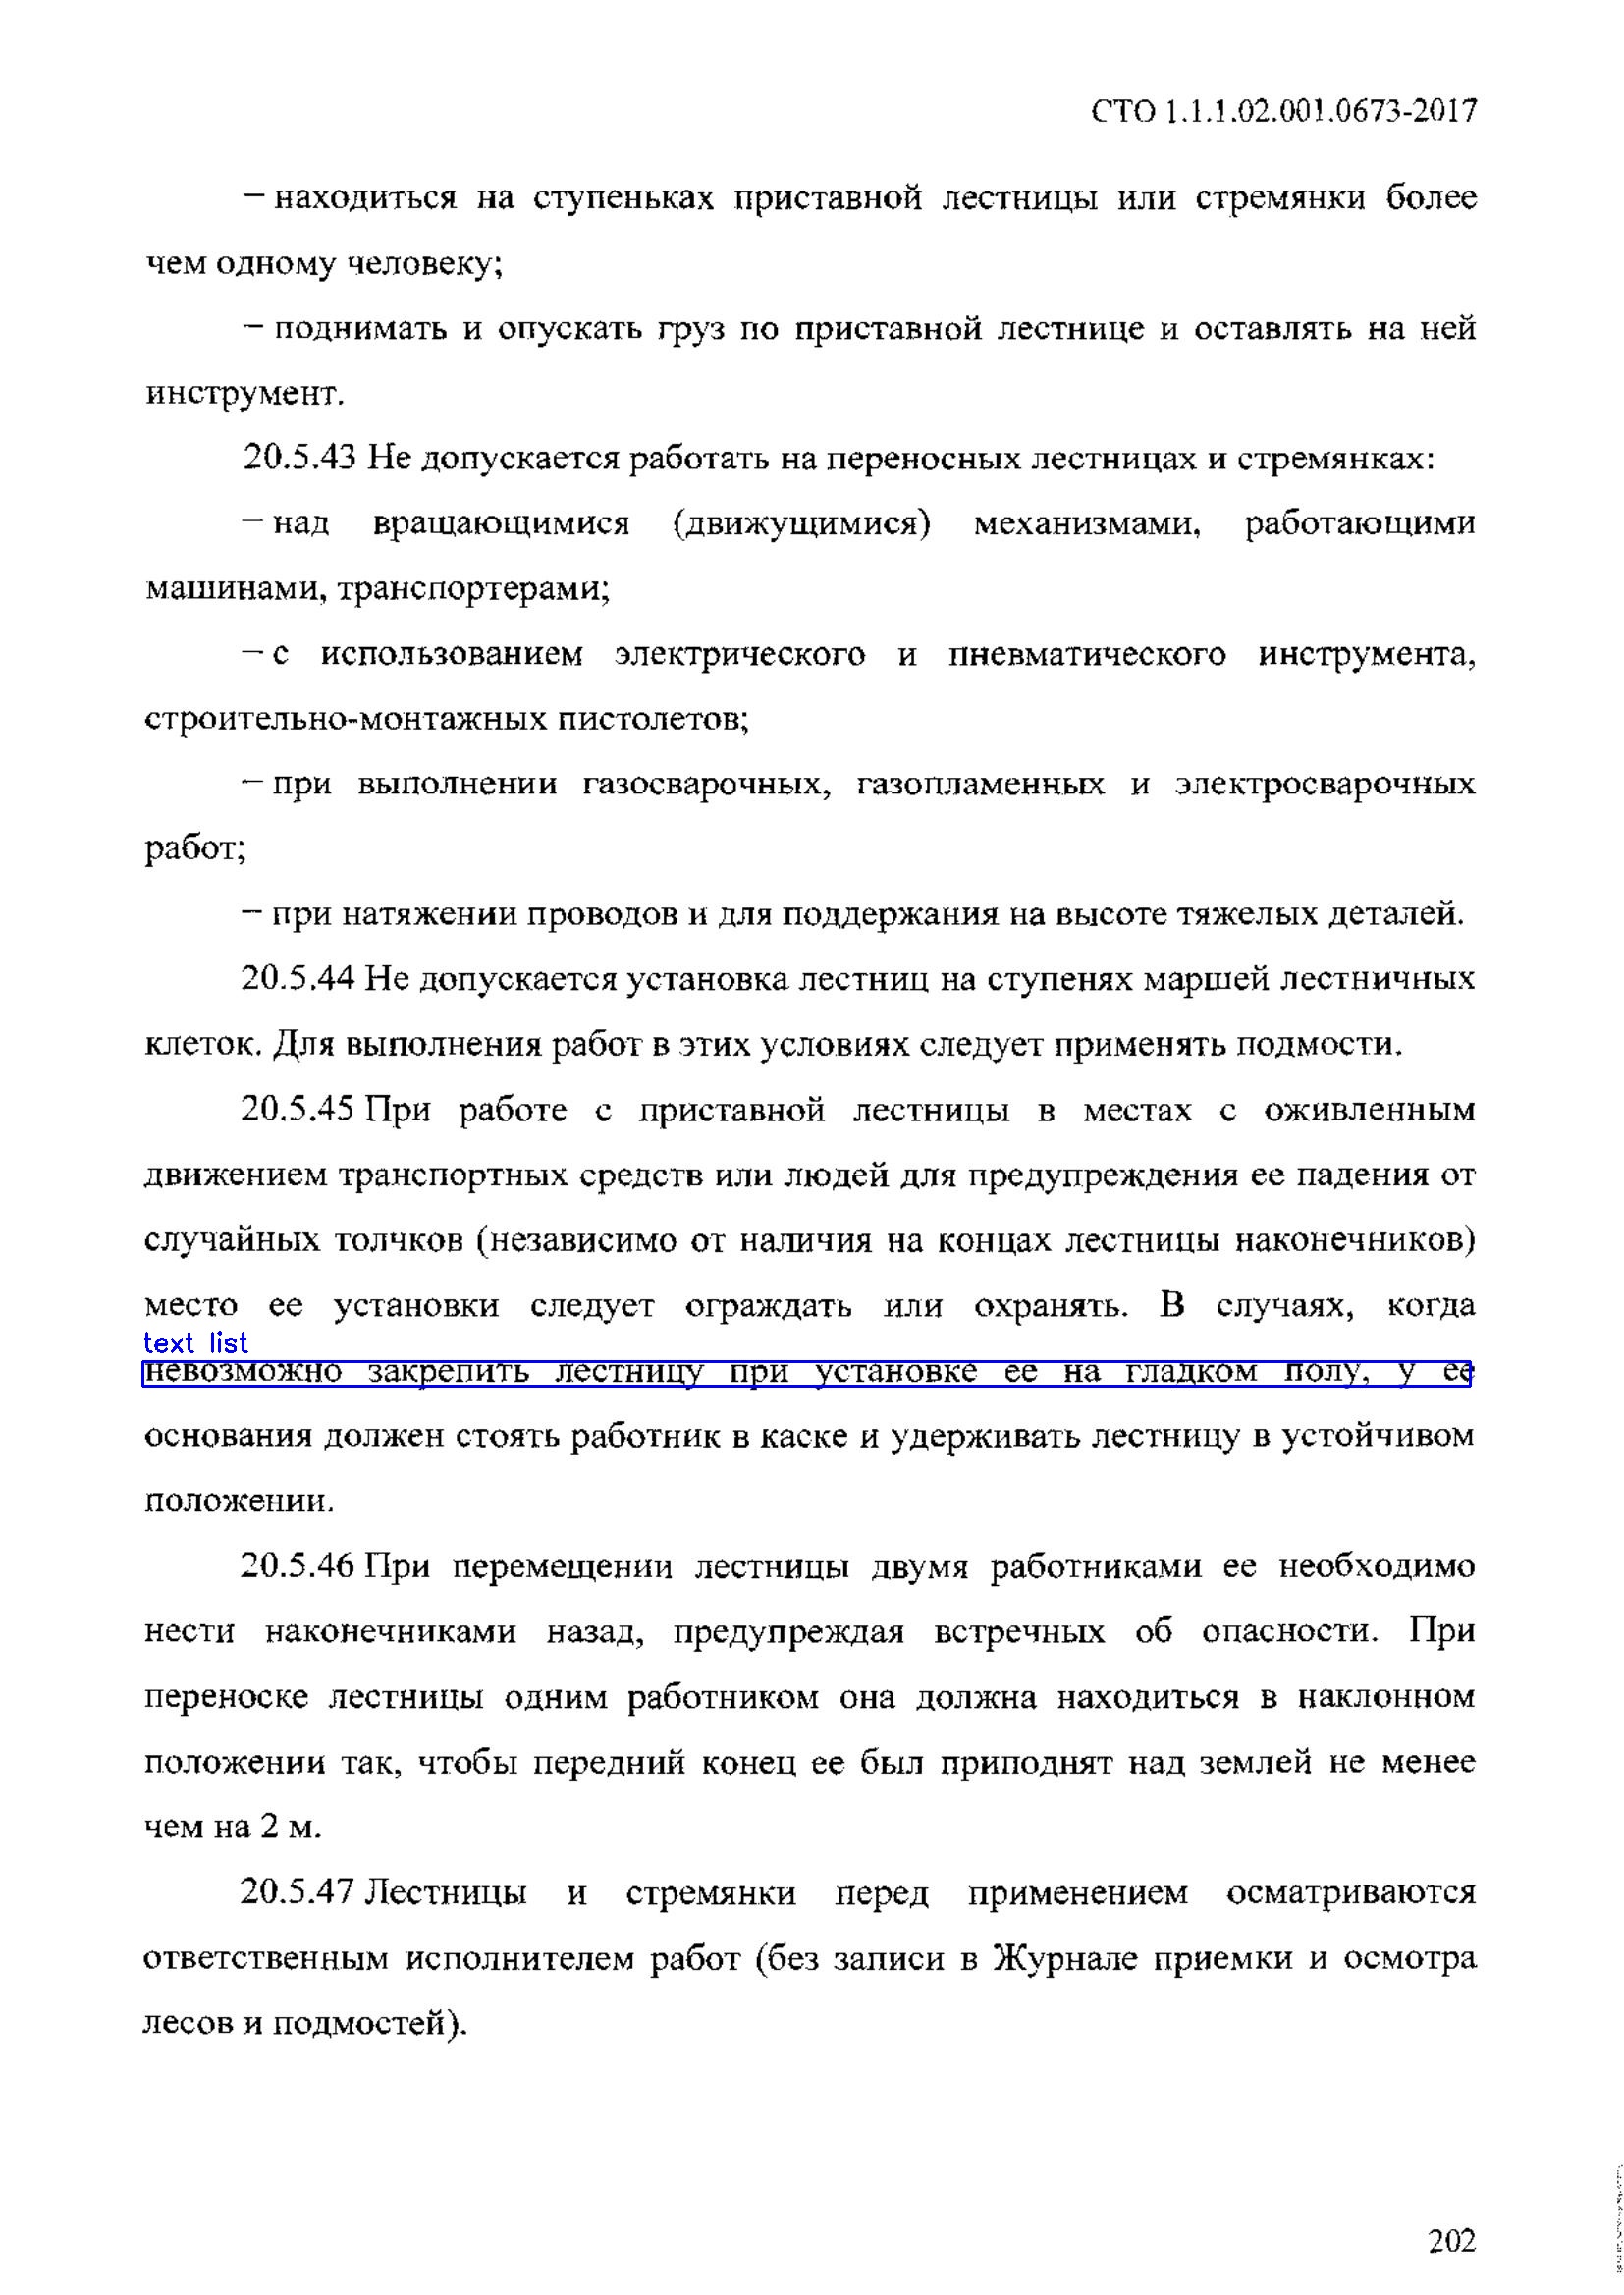 СТО 1.1.1.02.001.0673-2017
– находиться на ступеньках приставной лестницы или стремянки более
чем одному человеку;
– поднимать и опускать груз по приставной лестнице и оставлять на ней
инструмент.
20.5.43 Не допускается работать на переносных лестницах и стремянках:
– над вращающимися (движущимися) механизмами, работающими
машинами, транспортерами;
– с использованием электрического и пневматического инструмента,
строительно-монтажных пистолетов;
– при выполнении газосварочных, газопламенных и электросварочных
работ;
– при натяжении проводов и для поддержания на высоте тяжелых деталей.
20.5.44 Не допускается установка лестниц на ступенях маршей лестничных
клеток. Для выполнения работ в этих условиях следует применять подмости.
20.5.45 При работе с приставной лестницы в местах с оживленным
движением транспортных средств или людей для предупреждения ее падения от
случайных толчков (независимо от наличия на концах лестницы наконечников)
место ее установки следует ограждать или охранять. В случаях, когда
text list
невозможно закрепить лестницу при установке ее на гладком полу, у ее
основания должен стоять работник в каске и удерживать лестницу в устойчивом
положении.
20.5.46 При перемещении лестницы двумя работниками ее необходимо
нести наконечниками назад, предупреждая встречных об опасности. При
переноске лестницы одним работником она должна находиться в наклонном
положении так, чтобы передний конец ее был приподнят над землей не менее
чем на 2 м.
20.5.47 Лестницы и стремянки перед применением осматриваются
ответственным исполнителем работ (без записи в Журнале приемки и осмотра
лесов и подмостей).
202